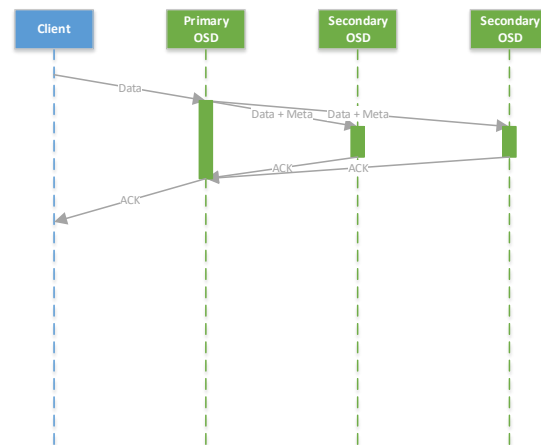 Client
Primary
OSD
Secondary
OSD
Secondary
OSD
Data
Data + Meta
Data + Meta
ACK
ACK
ACK